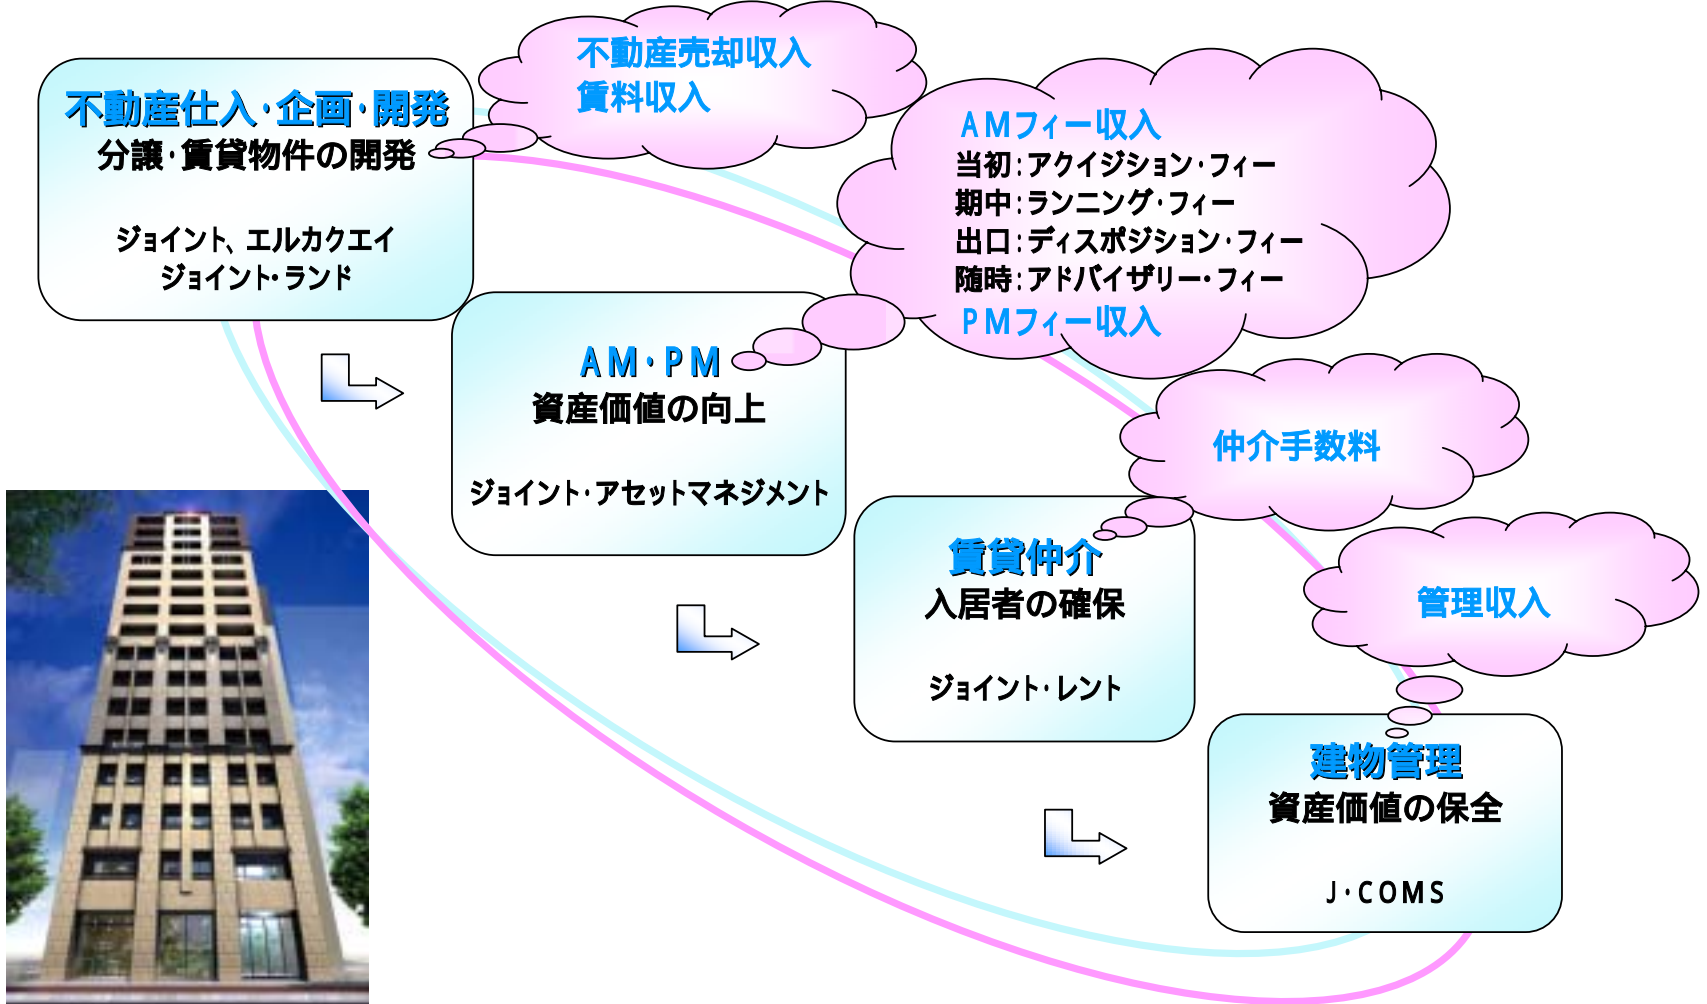 不動産売却収入
賃料収入
不動産仕入・企画・開発
分譲・賃貸物件の開発
ジョイント、エルカクエイ
ジョイント・ランド
AMフィー収入
当初:アクイジション・フィー
期中:ランニング・フィー
出口:ディスポジション・フィー
随時:アドバイザリー・フィー
PMフィー収入
AM・PM
資産価値の向上
ジョイント・アセットマネジメント
仲介手数料
賃貸仲介
入居者の確保
ジョイント・レント
管理収入
建物管理
資産価値の保全
J・COMS